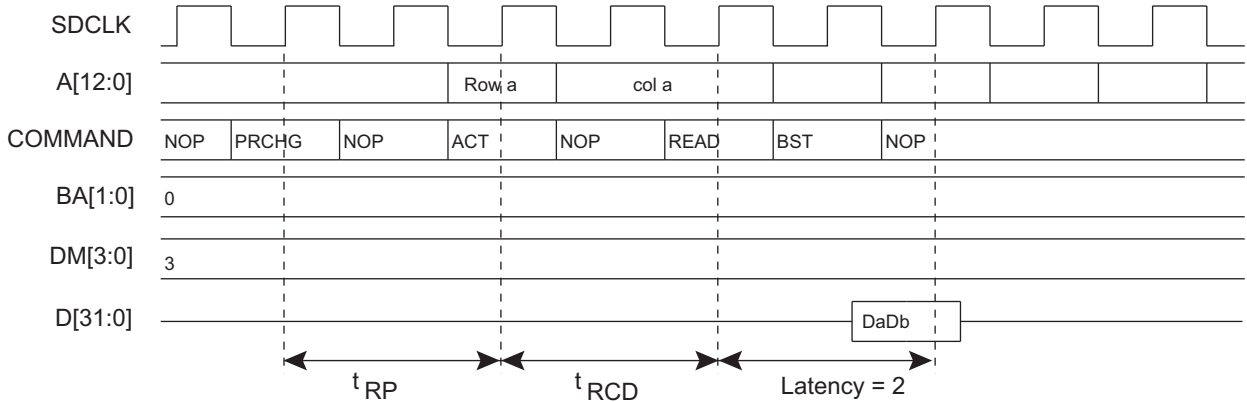 SDCLK
A[12:0] Row a col a
COMMAND NOP PRCHG NOP ACT NOP READ BST NOP
BA[1:0] 0
DM[3:0] 3
D[31:0] DaDb
t RP t RCD Latency = 2